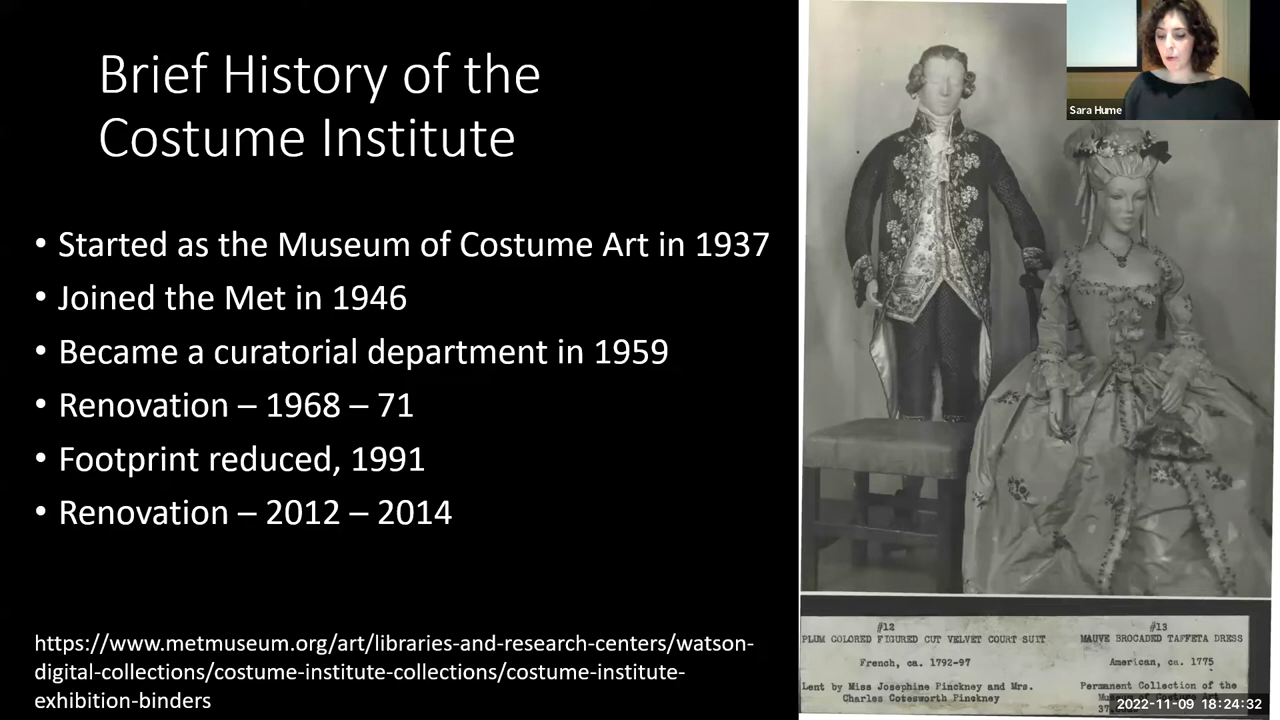 Brief History of the
Costume Institute
• Started as the Museum of Costume Art in 1937
• Joined the Met in 1946
• Became a curatorial department in 1959
• Renovation – 1968 – 71
• Footprint reduced, 1991
• Renovation – 2012 – 2014
https://www.metmuseum.org/art/libraries-and-research-centers/watson-
digital-collections/costume-institute-collections/costume-institute-
exhibition-binders
Sara Hume
#12
PLUM COLORED FIGURED CUT VELVET COURT SUIT
French, ca. 1792-97
Lent by Miss Josephine Pinckney and Mrs.
Charles Cotesworth Pinckney
#13
MAUVE BROCADED TAFFETA DRESS
American, ca. 1775
Permanent Collection of the
2022-11-09 18:24:32